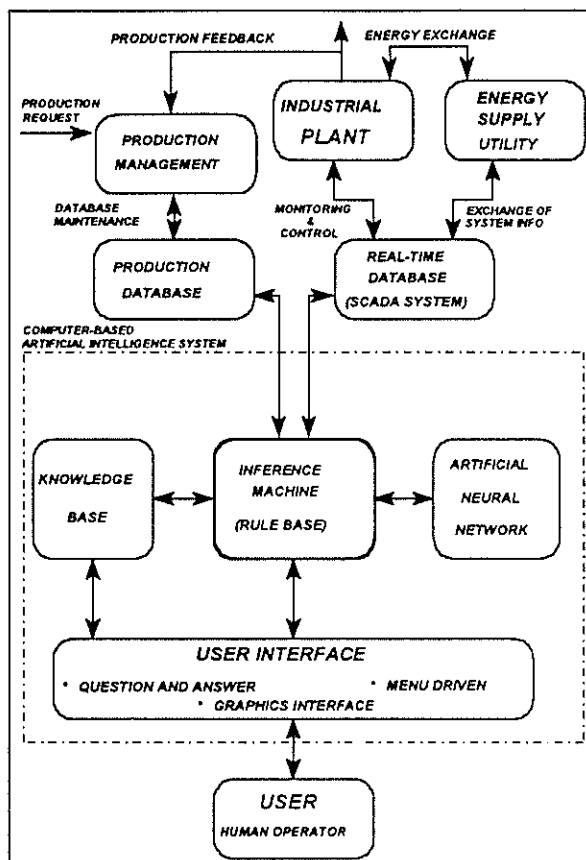 PRODUCTION FEEDBACK
ENERGY EXCHANGE
PRODUCTION
REQUEST
PRODUCTION
MANAGEMENT
INDUSTRIAL
PLANT
ENERGY
SUPPLY
UTILITY
DATABASE
MAINTENANCE
MONITORING
&
CONTROL
EXCHANGE OF
SYSTEM INFO
PRODUCTION
DATABASE
REAL-TIME
DATABASE
(SCADA SYSTEM)
COMPUTER-BASED
ARTIFICIAL INTELLIGENCE SYSTEM
KNOWLEDGE
BASE
INFERENCE
MACHINE
(RULE BASE)
ARTIFICIAL
NEURAL
NETWORK
USER INTERFACE
• QUESTION AND ANSWER
• MENU DRIVEN
• GRAPHICS INTERFACE
USER
HUMAN OPERATOR